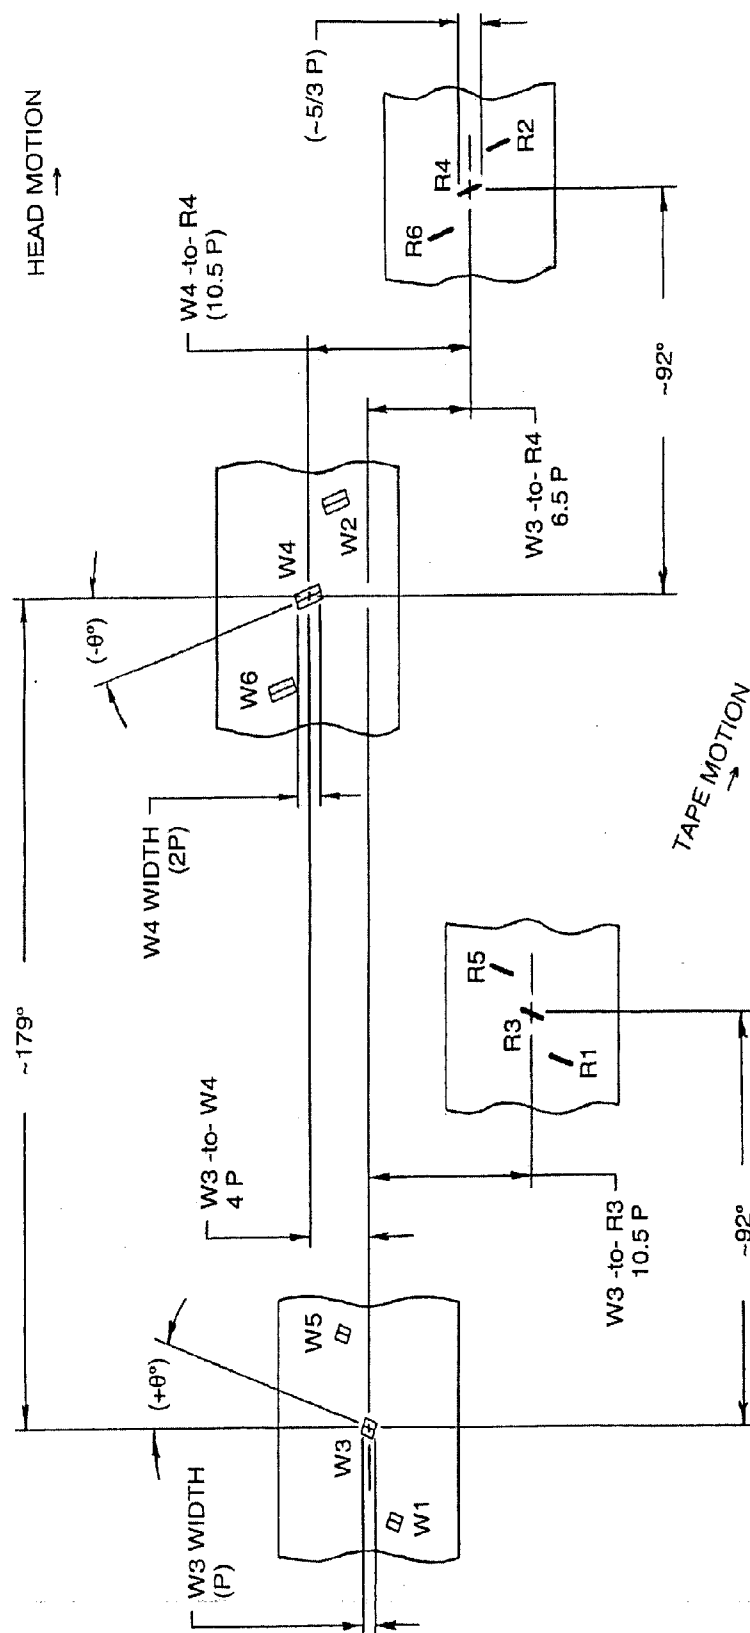 HEAD MOTION
→
(~5/3 P)
R2
R4
R6
W4 -to- R4
(10.5 P)
~92°
W3 -to- R4
6.5 P
W4
W2
W6
(-θ°)
W4 WIDTH
(2P)
TAPE MOTION
→
~179°
R5
R3
R1
W3 -to- W4
4 P
W3 -to- R3
10.5 P
~92°
W5
(+θ°)
W3
W1
W3 WIDTH
(P)